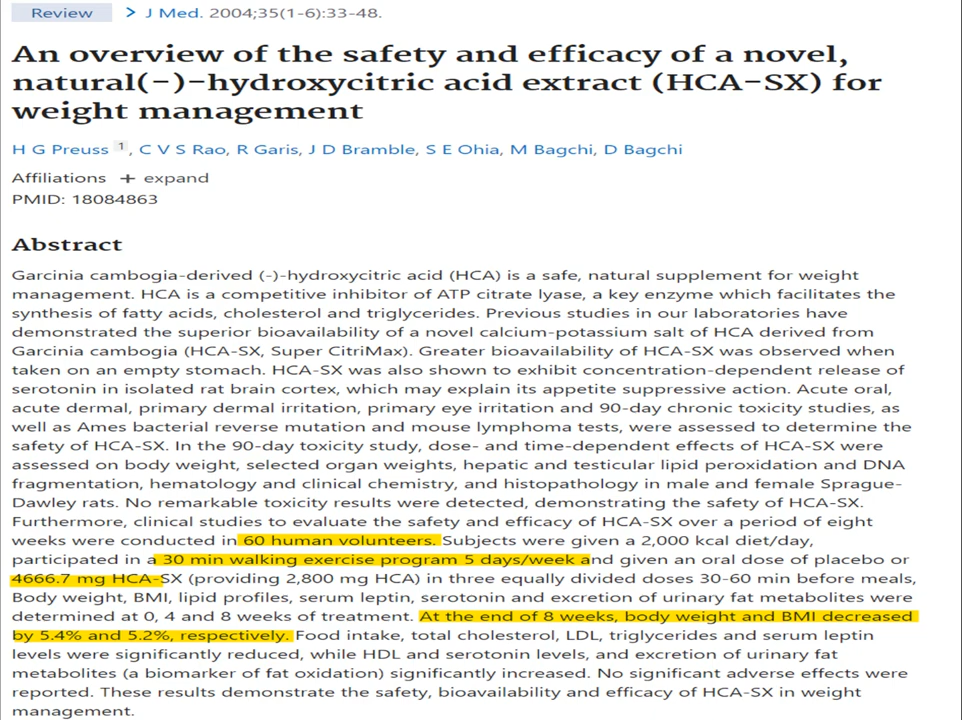 Review > J Med. 2004;35(1-6):33-48.
An overview of the safety and efficacy of a novel,
natural(−)−hydroxycitric acid extract (HCA−SX) for
weight management
H G Preuss 1, C V S Rao, R Garis, J D Bramble, S E Ohia, M Bagchi, D Bagchi
Affiliations + expand
PMID: 18084863
Abstract
Garcinia cambogia-derived (-)-hydroxycitric acid (HCA) is a safe, natural supplement for weight
management. HCA is a competitive inhibitor of ATP citrate lyase, a key enzyme which facilitates the
synthesis of fatty acids, cholesterol and triglycerides. Previous studies in our laboratories have
demonstrated the superior bioavailability of a novel calcium-potassium salt of HCA derived from
Garcinia cambogia (HCA-SX, Super CitriMax). Greater bioavailability of HCA-SX was observed when
taken on an empty stomach. HCA-SX was also shown to exhibit concentration-dependent release of
serotonin in isolated rat brain cortex, which may explain its appetite suppressive action. Acute oral,
acute dermal, primary dermal irritation, primary eye irritation and 90-day chronic toxicity studies, as
well as Ames bacterial reverse mutation and mouse lymphoma tests, were assessed to determine the
safety of HCA-SX. In the 90-day toxicity study, dose- and time-dependent effects of HCA-SX were
assessed on body weight, selected organ weights, hepatic and testicular lipid peroxidation and DNA
fragmentation, hematology and clinical chemistry, and histopathology in male and female Sprague-
Dawley rats. No remarkable toxicity results were detected, demonstrating the safety of HCA-SX.
Furthermore, clinical studies to evaluate the safety and efficacy of HCA-SX over a period of eight
weeks were conducted in 60 human volunteers. Subjects were given a 2,000 kcal diet/day,
participated in a 30 min walking exercise program 5 days/week and given an oral dose of placebo or
4666.7 mg HCA-SX (providing 2,800 mg HCA) in three equally divided doses 30-60 min before meals,
Body weight, BMI, lipid profiles, serum leptin, serotonin and excretion of urinary fat metabolites were
determined at 0, 4 and 8 weeks of treatment. At the end of 8 weeks, body weight and BMI decreased
by 5.4% and 5.2%, respectively. Food intake, total cholesterol, LDL, triglycerides and serum leptin
levels were significantly reduced, while HDL and serotonin levels, and excretion of urinary fat
metabolites (a biomarker of fat oxidation) significantly increased. No significant adverse effects were
reported. These results demonstrate the safety, bioavailability and efficacy of HCA-SX in weight
management.